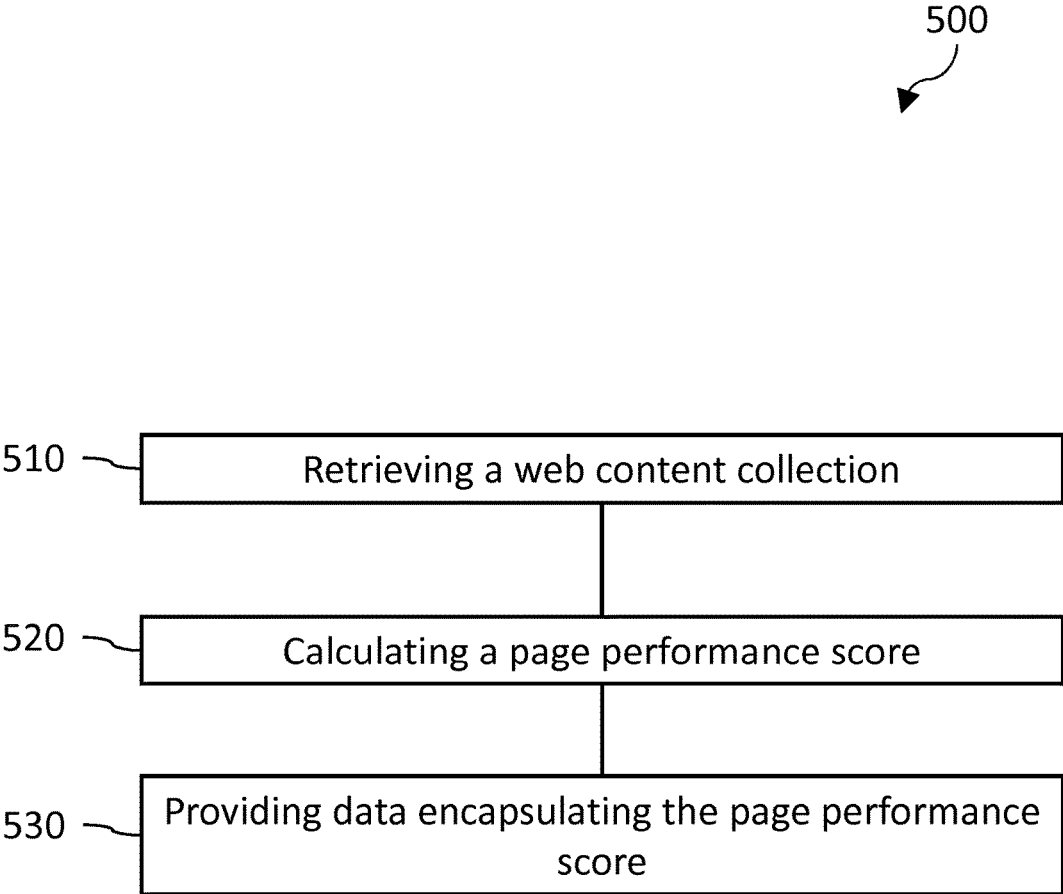 500
510
Retrieving a web content collection
520
Calculating a page performance score
530
Providing data encapsulating the page performance
score